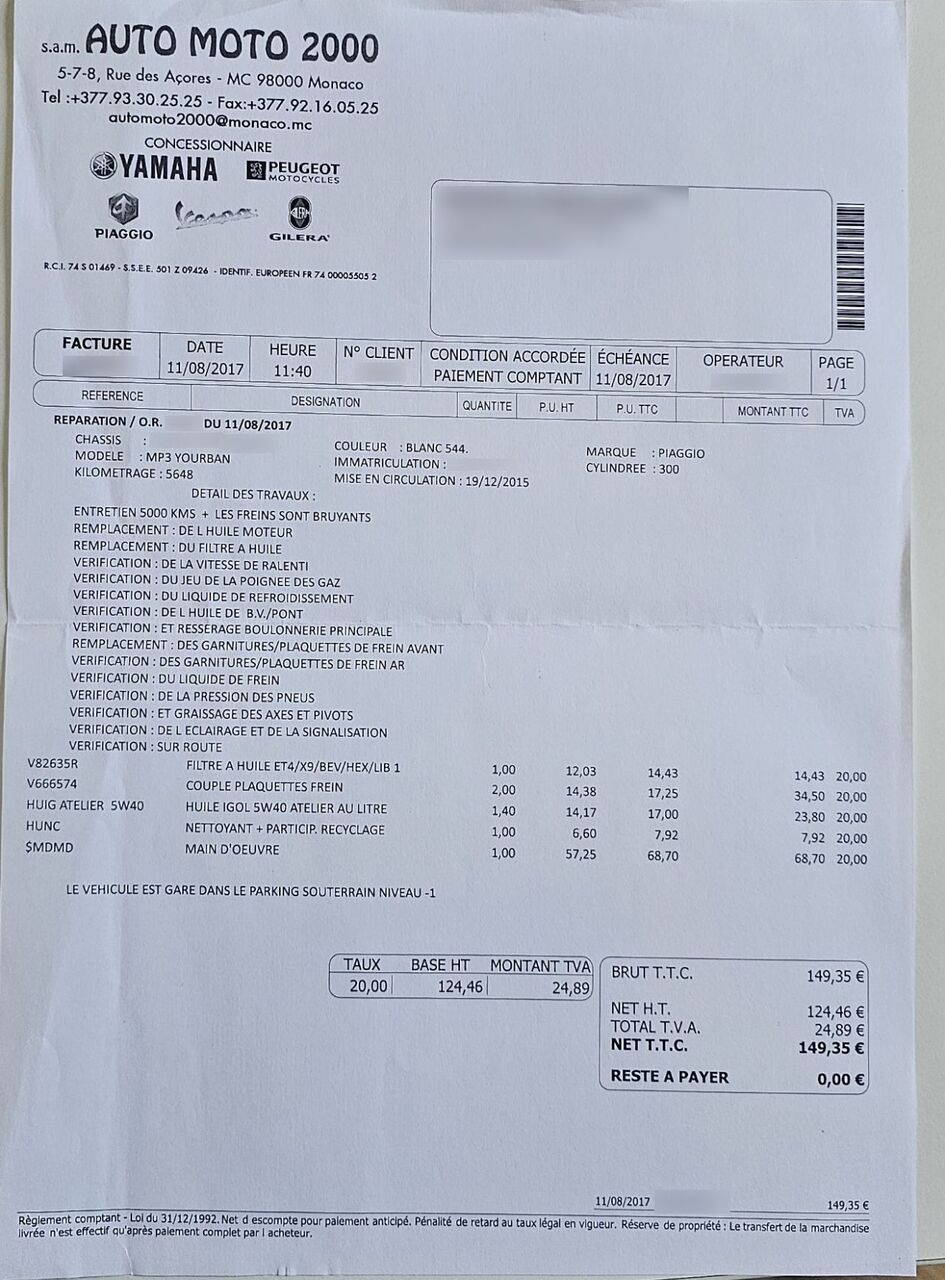 s.a.m. AUTO MOTO 2000
5-7-8, Rue des Açores - MC 98000 Monaco
Tel :+377.93.30.25.25 - Fax:+377.92.16.05.25
automoto2000@monaco.mc
CONCESSIONNAIRE
YAMAHA PEUGEOT
MOTOCYCLES
PIAGGIO Vespa GILERA
R.C.I. 74 S 01469 - S.S.E.E. 501 Z 09426 - IDENTIF. EUROPEEN FR 74 00005505 2
FACTURE DATE HEURE N° CLIENT CONDITION ACCORDÉE ÉCHÉANCE OPERATEUR PAGE
11/08/2017 11:40 PAIEMENT COMPTANT 11/08/2017 1/1
REFERENCE DESIGNATION QUANTITE P.U. HT P.U. TTC MONTANT TTC TVA
REPARATION / O.R. DU 11/08/2017
CHASSIS : COULEUR : BLANC 544. MARQUE : PIAGGIO
MODELE : MP3 YOURBAN IMMATRICULATION : CYLINDREE : 300
KILOMETRAGE : 5648 MISE EN CIRCULATION : 19/12/2015
DETAIL DES TRAVAUX :
ENTRETIEN 5000 KMS + LES FREINS SONT BRUYANTS
REMPLACEMENT : DE L HUILE MOTEUR
REMPLACEMENT : DU FILTRE A HUILE
VERIFICATION : DE LA VITESSE DE RALENTI
VERIFICATION : DU JEU DE LA POIGNEE DES GAZ
VERIFICATION : DU LIQUIDE DE REFROIDISSEMENT
VERIFICATION : DE L HUILE DE B.V./PONT
VERIFICATION : ET RESSERAGE BOULONNERIE PRINCIPALE
REMPLACEMENT : DES GARNITURES/PLAQUETTES DE FREIN AVANT
VERIFICATION : DES GARNITURES/PLAQUETTES DE FREIN AR
VERIFICATION : DU LIQUIDE DE FREIN
VERIFICATION : DE LA PRESSION DES PNEUS
VERIFICATION : ET GRAISSAGE DES AXES ET PIVOTS
VERIFICATION : DE L ECLAIRAGE ET DE LA SIGNALISATION
VERIFICATION : SUR ROUTE
V82635R FILTRE A HUILE ET4/X9/BEV/HEX/LIB 1 1,00 12,03 14,43 14,43 20,00
V666574 COUPLE PLAQUETTES FREIN 2,00 14,38 17,25 34,50 20,00
HUIG ATELIER 5W40 HUILE IGOL 5W40 ATELIER AU LITRE 1,40 14,17 17,00 23,80 20,00
HUNC NETTOYANT + PARTICIP. RECYCLAGE 1,00 6,60 7,92 7,92 20,00
$MDMD MAIN D'OEUVRE 1,00 57,25 68,70 68,70 20,00
LE VEHICULE EST GARE DANS LE PARKING SOUTERRAIN NIVEAU -1
TAUX BASE HT MONTANT TVA
20,00 124,46 24,89
BRUT T.T.C. 149,35 €
NET H.T. 124,46 €
TOTAL T.V.A. 24,89 €
NET T.T.C. 149,35 €
RESTE A PAYER 0,00 €
11/08/2017 149,35 €
Règlement comptant - Loi du 31/12/1992. Net d escompte pour paiement anticipé. Pénalité de retard au taux légal en vigueur. Réserve de propriété : Le transfert de la marchandise
livrée n'est effectif qu'après paiement complet par l acheteur.